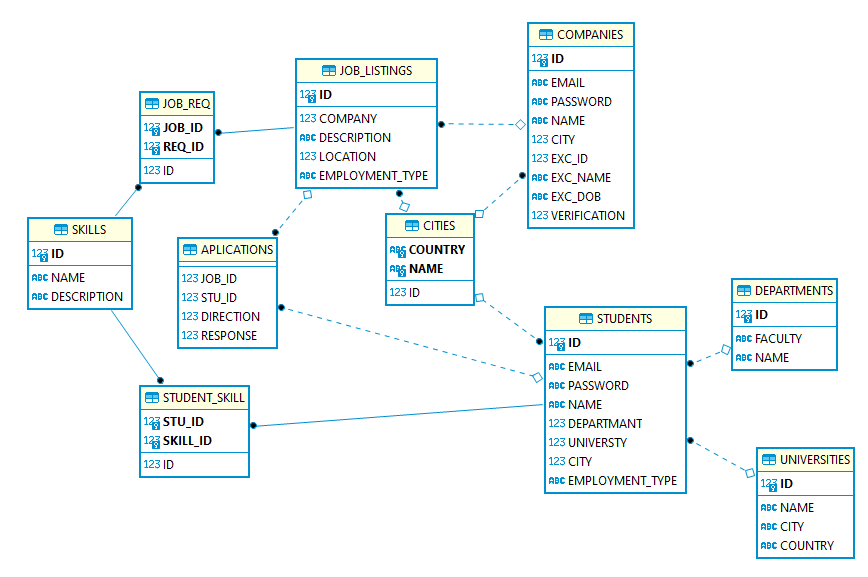 COMPANIES
123 ID
ABC EMAIL
ABC PASSWORD
ABC NAME
123 CITY
123 EXC_ID
ABC EXC_NAME
ABC EXC_DOB
123 VERIFICATION
JOB_LISTINGS
123 ID
123 COMPANY
ABC DESCRIPTION
123 LOCATION
ABC EMPLOYMENT_TYPE
JOB_REQ
123 JOB_ID
123 REQ_ID
123 ID
SKILLS
123 ID
ABC NAME
ABC DESCRIPTION
APLICATIONS
123 JOB_ID
123 STU_ID
123 DIRECTION
123 RESPONSE
CITIES
ABC COUNTRY
ABC NAME
123 ID
STUDENTS
123 ID
ABC EMAIL
ABC PASSWORD
ABC NAME
123 DEPARTMANT
123 UNIVERSTY
123 CITY
ABC EMPLOYMENT_TYPE
DEPARTMENTS
123 ID
ABC FACULTY
ABC NAME
STUDENT_SKILL
123 STU_ID
123 SKILL_ID
123 ID
UNIVERSITIES
123 ID
ABC NAME
ABC CITY
ABC COUNTRY